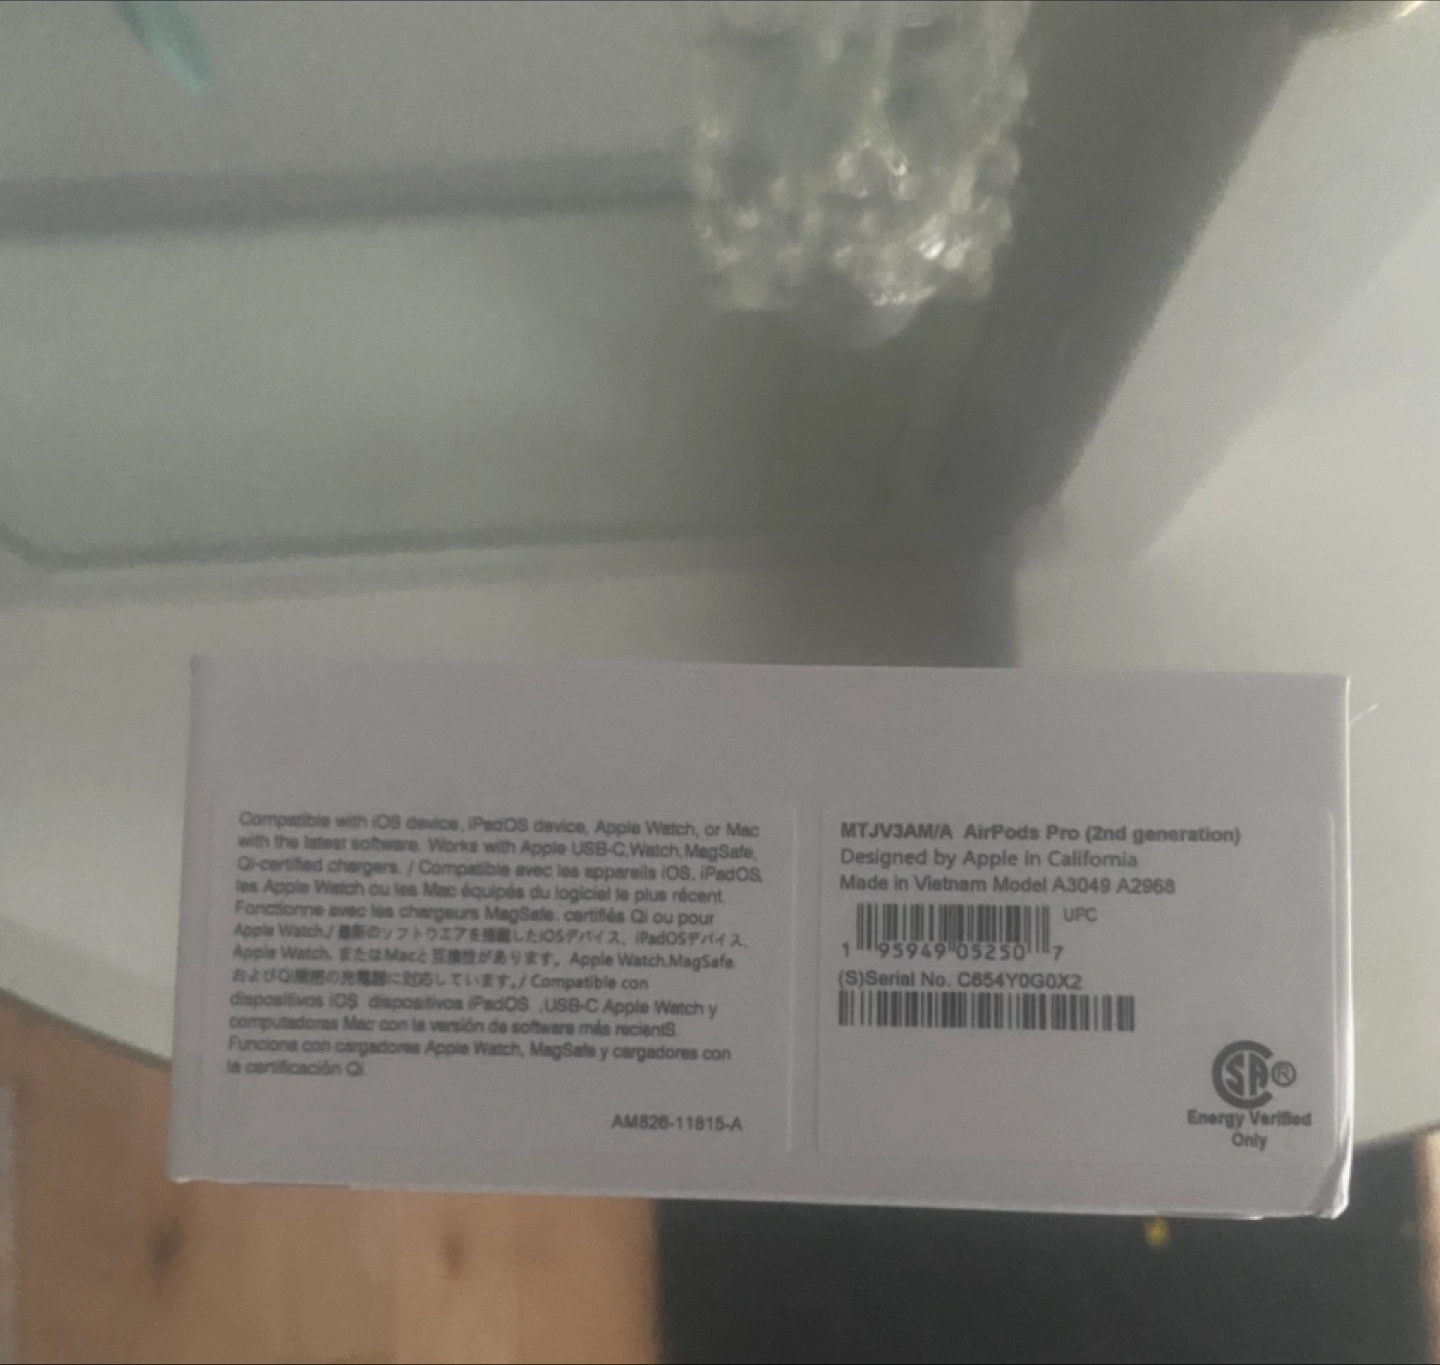 Compatible with iOS device, iPadOS device, Apple Watch, or Mac
with the latest software. Works with Apple USB-C,Watch,MagSafe,
Qi-certified chargers. / Compatible avec les appareils iOS, iPadOS,
les Apple Watch ou les Mac équipés du logiciel le plus récent.
Fonctionne avec les chargeurs MagSafe, certifiés Qi ou pour
Apple Watch./ 最新のソフトウエアを搭載したiOSデバイス、iPadOSデバイス、
Apple Watch、またはMacと互換性があります。Apple Watch.MagSafe.
およびQi規格の充電器に対応しています。/ Compatible con
dispositivos iOS dispositivos iPadOS ,USB-C Apple Watch y
computadoras Mac con la versión de software más recientS.
Funciona con cargadores Apple Watch, MagSafe y cargadores con
la certificación Qi.
AM826-11815-A
MTJV3AM/A AirPods Pro (2nd generation)
Designed by Apple in California
Made in Vietnam Model A3049 A2968
UPC
1 95949 05250 7
(S)Serial No. C654Y0G0X2
SA®
Energy Verified
Only